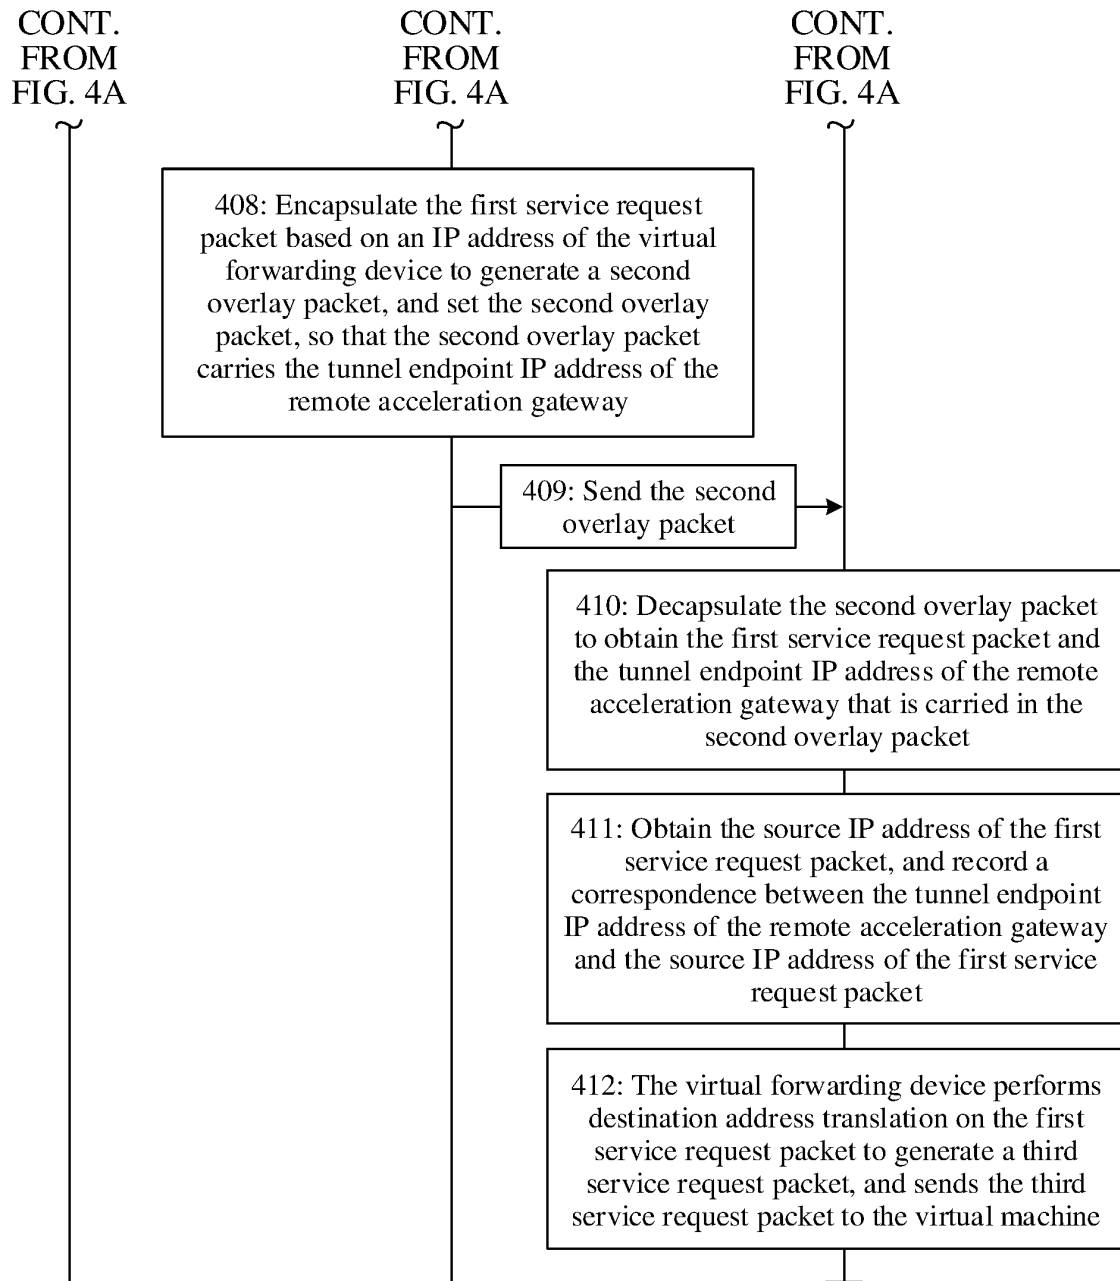 CONT.
FROM
FIG. 4A
CONT.
FROM
FIG. 4A
CONT.
FROM
FIG. 4A
408: Encapsulate the first service request
packet based on an IP address of the virtual
forwarding device to generate a second
overlay packet, and set the second overlay
packet, so that the second overlay packet
carries the tunnel endpoint IP address of the
remote acceleration gateway
409: Send the second
overlay packet
410: Decapsulate the second overlay packet
to obtain the first service request packet and
the tunnel endpoint IP address of the remote
acceleration gateway that is carried in the
second overlay packet
411: Obtain the source IP address of the first
service request packet, and record a
correspondence between the tunnel endpoint
IP address of the remote acceleration gateway
and the source IP address of the first service
request packet
412: The virtual forwarding device performs
destination address translation on the first
service request packet to generate a third
service request packet, and sends the third
service request packet to the virtual machine